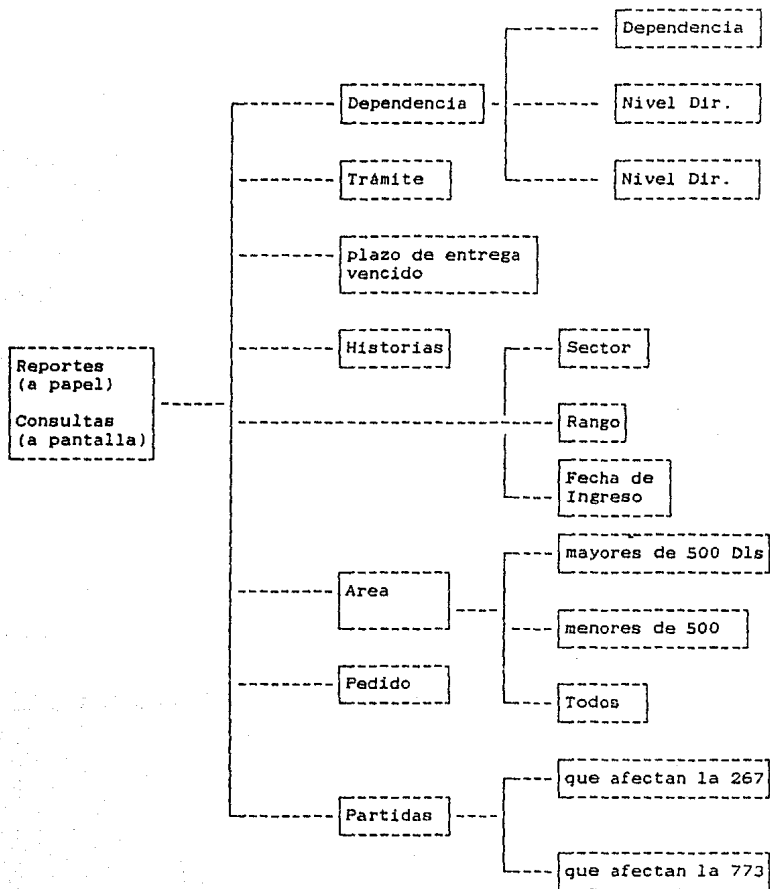 Dependencia
Dependencia
Nivel Dir.
Trámite
Nivel Dir.
plazo de entrega
vencido
Historias
Sector
Reportes
(a papel)
Consultas
(a pantalla)
Rango
Fecha de
Ingreso
mayores de 500 Dls
Area
menores de 500
Pedido
Todos
que afectan la 267
Partidas
que afectan la 773